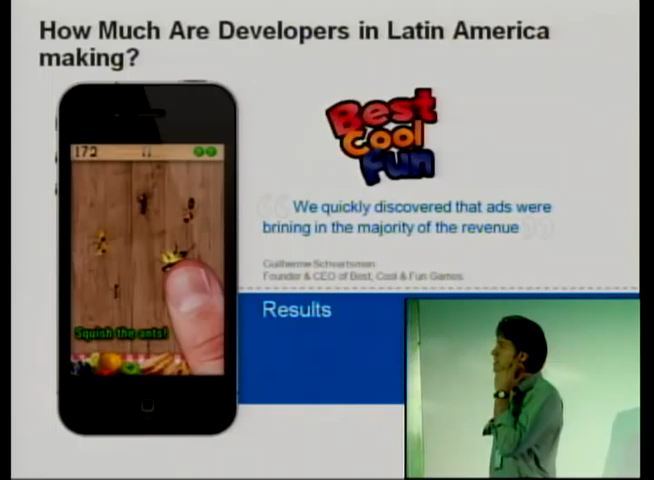 How Much Are Developers in Latin America
making?
172
Best
Cool
Fun
We quickly discovered that ads were
brining in the majority of the revenue
Guilherme Schvartsman
Founder & CEO of Best, Cool & Fun Games
Squish the ants!
Results